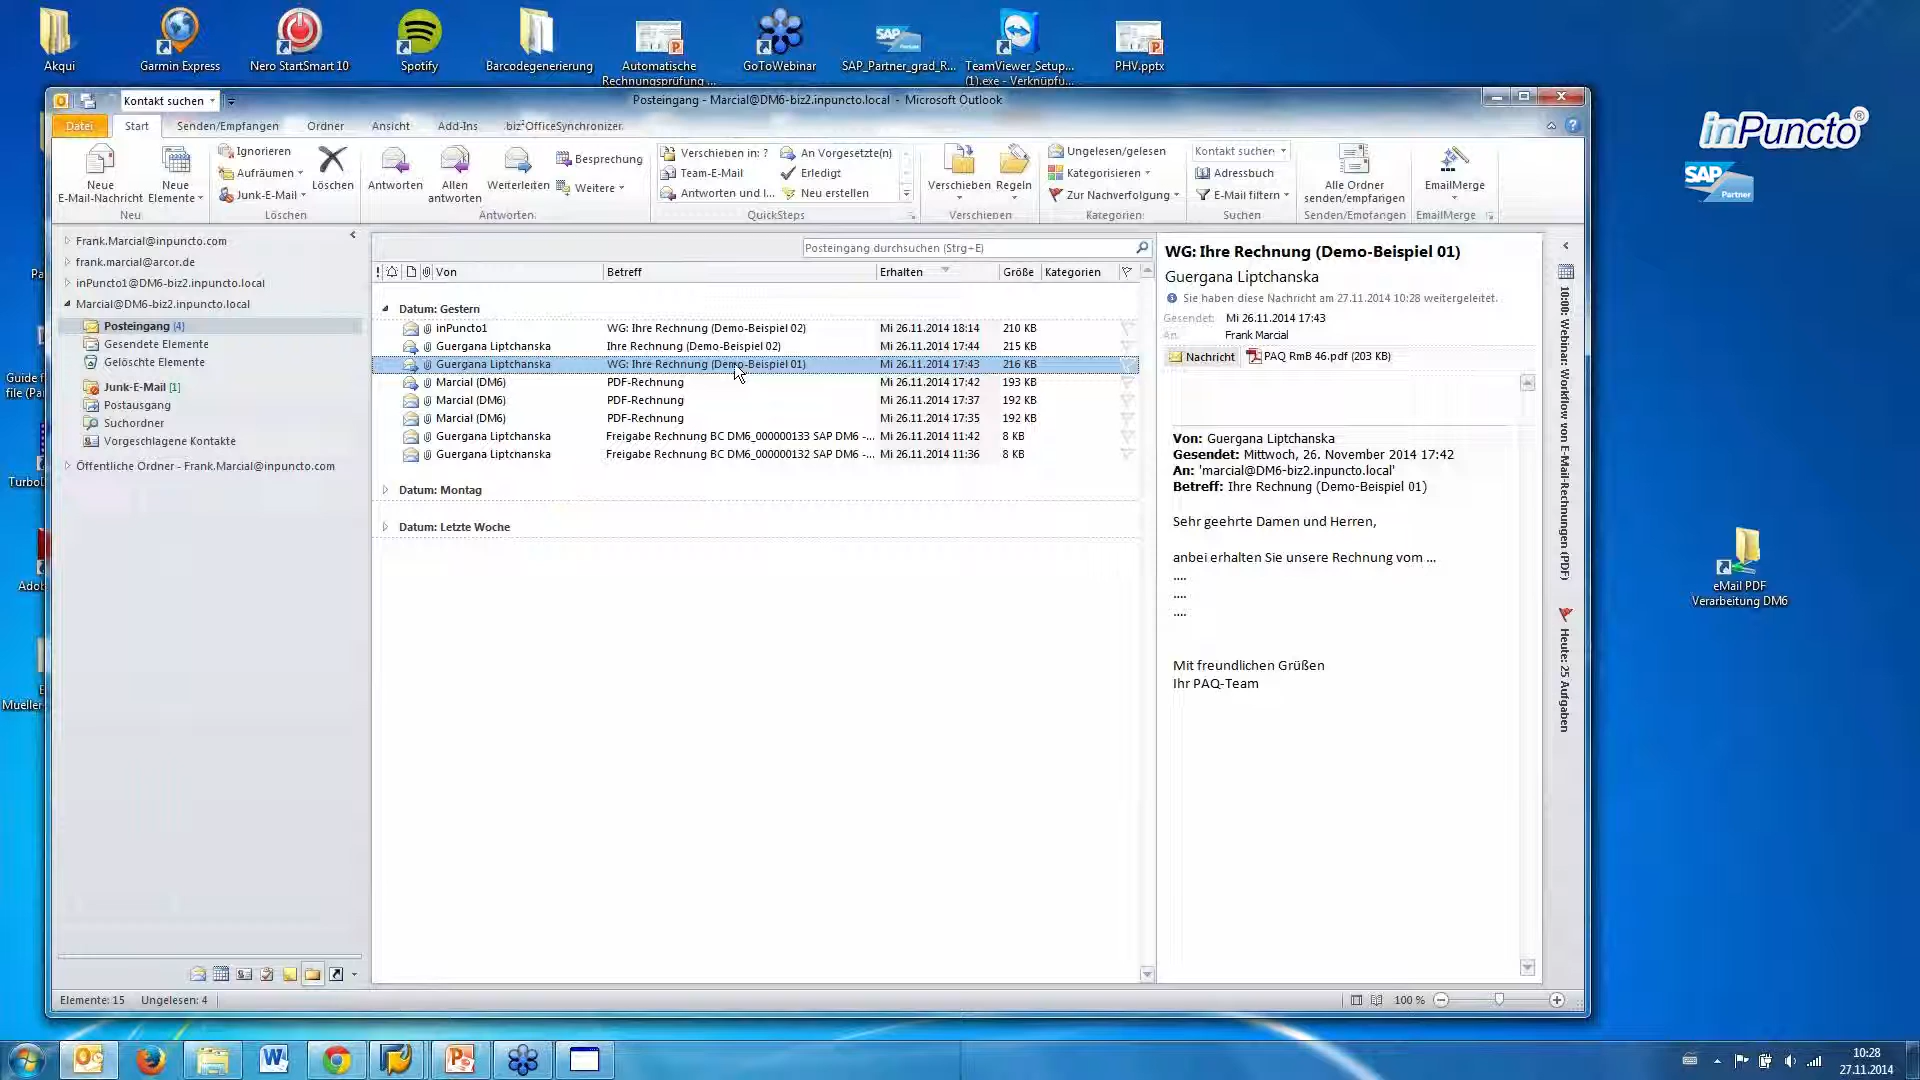 Akqui
Garmin Express
Nero StartSmart 10
Spotify
Barcodegenerierung
Automatische
Rechnungsprüfung ...
GoToWebinar
SAP_Partner_grad_R...
TeamViewer_Setup...
(1).exe - Verknüpfu...
PHV.pptx
Kontakt suchen
Posteingang - Marcial@DM6-biz2.inpuncto.local - Microsoft Outlook
Datei
Start
Senden/Empfangen
Ordner
Ansicht
Add-Ins
biz²OfficeSynchronizer
inPuncto®
SAP Partner
Neue
E-Mail-Nachricht
Neue
Elemente
Neu
Ignorieren
Aufräumen
Junk-E-Mail
Löschen
Löschen
Antworten
Allen
antworten
Weiterleiten
Besprechung
Weitere
Antworten
Verschieben in: ?
Team-E-Mail
Antworten und l...
An Vorgesetzte(n)
Erledigt
Neu erstellen
QuickSteps
Verschieben
Regeln
Verschieben
Ungelesen/gelesen
Kategorisieren
Zur Nachverfolgung
Kategorien
Kontakt suchen
Adressbuch
E-Mail filtern
Suchen
Alle Ordner
senden/empfangen
Senden/Empfangen
EmailMerge
EmailMerge
Frank.Marcial@inpuncto.com
frank.marcial@arcor.de
inPuncto1@DM6-biz2.inpuncto.local
Marcial@DM6-biz2.inpuncto.local
Posteingang (4)
Gesendete Elemente
Gelöschte Elemente
Junk-E-Mail [1]
Postausgang
Suchordner
Vorgeschlagene Kontakte
Öffentliche Ordner - Frank.Marcial@inpuncto.com
Posteingang durchsuchen (Strg+E)
Von Betreff Erhalten Größe Kategorien
Datum: Gestern
inPuncto1 WG: Ihre Rechnung (Demo-Beispiel 02) Mi 26.11.2014 18:14 210 KB
Guergana Liptchanska Ihre Rechnung (Demo-Beispiel 02) Mi 26.11.2014 17:44 215 KB
Guergana Liptchanska WG: Ihre Rechnung (Demo-Beispiel 01) Mi 26.11.2014 17:43 216 KB
Marcial (DM6) PDF-Rechnung Mi 26.11.2014 17:42 193 KB
Marcial (DM6) PDF-Rechnung Mi 26.11.2014 17:37 192 KB
Marcial (DM6) PDF-Rechnung Mi 26.11.2014 17:35 192 KB
Guergana Liptchanska Freigabe Rechnung BC DM6_000000133 SAP DM6 -... Mi 26.11.2014 11:42 8 KB
Guergana Liptchanska Freigabe Rechnung BC DM6_000000132 SAP DM6 -... Mi 26.11.2014 11:36 8 KB
Datum: Montag
Datum: Letzte Woche
WG: Ihre Rechnung (Demo-Beispiel 01)
Guergana Liptchanska
Sie haben diese Nachricht am 27.11.2014 10:28 weitergeleitet.
Gesendet: Mi 26.11.2014 17:43
An: Frank Marcial
Nachricht
PAQ RmB 46.pdf (203 KB)
Von: Guergana Liptchanska
Gesendet: Mittwoch, 26. November 2014 17:42
An: 'marcial@DM6-biz2.inpuncto.local'
Betreff: Ihre Rechnung (Demo-Beispiel 01)
Sehr geehrte Damen und Herren,
anbei erhalten Sie unsere Rechnung vom ...
....
....
....
Mit freundlichen Grüßen
Ihr PAQ-Team
10:00: Webinar: Workflow von E-Mail-Rechnungen (PDF)
Heute: 25 Aufgaben
Pa
Guide f
file (Pa
TurboD
Adob
E
Mueller
eMail PDF
Verarbeitung DM6
Elemente: 15
Ungelesen: 4
100 %
10:28
27.11.2014